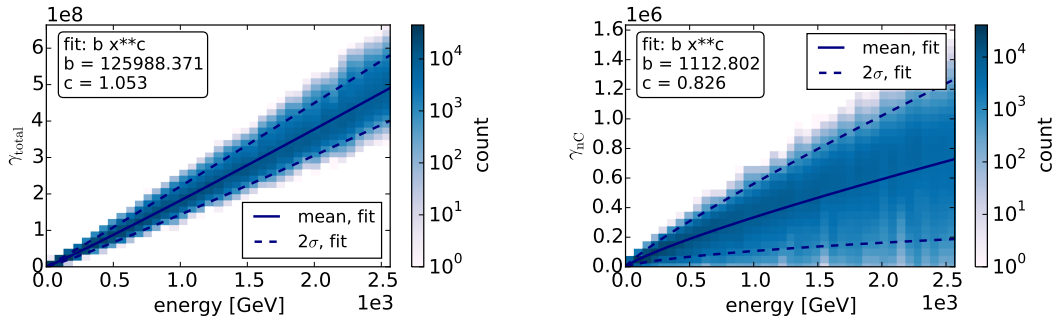 1e8
fit: b x**c
b = 125988.371
c = 1.053
6
5
4
3
2
1
0
γtotal
mean, fit
2σ, fit
0.0 0.5 1.0 1.5 2.0 2.5
energy [GeV]
1e3
10^4
10^3
10^2
10^1
10^0
count
1e6
fit: b x**c
b = 1112.802
c = 0.826
mean, fit
2σ, fit
1.6
1.4
1.2
1.0
0.8
0.6
0.4
0.2
0.0
γnC
0.0 0.5 1.0 1.5 2.0 2.5
energy [GeV]
1e3
10^4
10^3
10^2
10^1
10^0
count